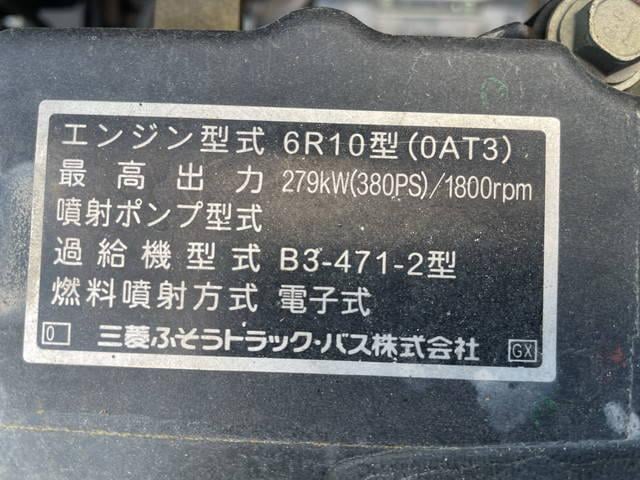 エンジン型式 6R10型(0AT3)
最高出力 279kW(380PS)/1800rpm
噴射ポンプ型式
過給機型式 B3-471-2型
燃料噴射方式 電子式
0 三菱ふそうトラック・バス株式会社 GX